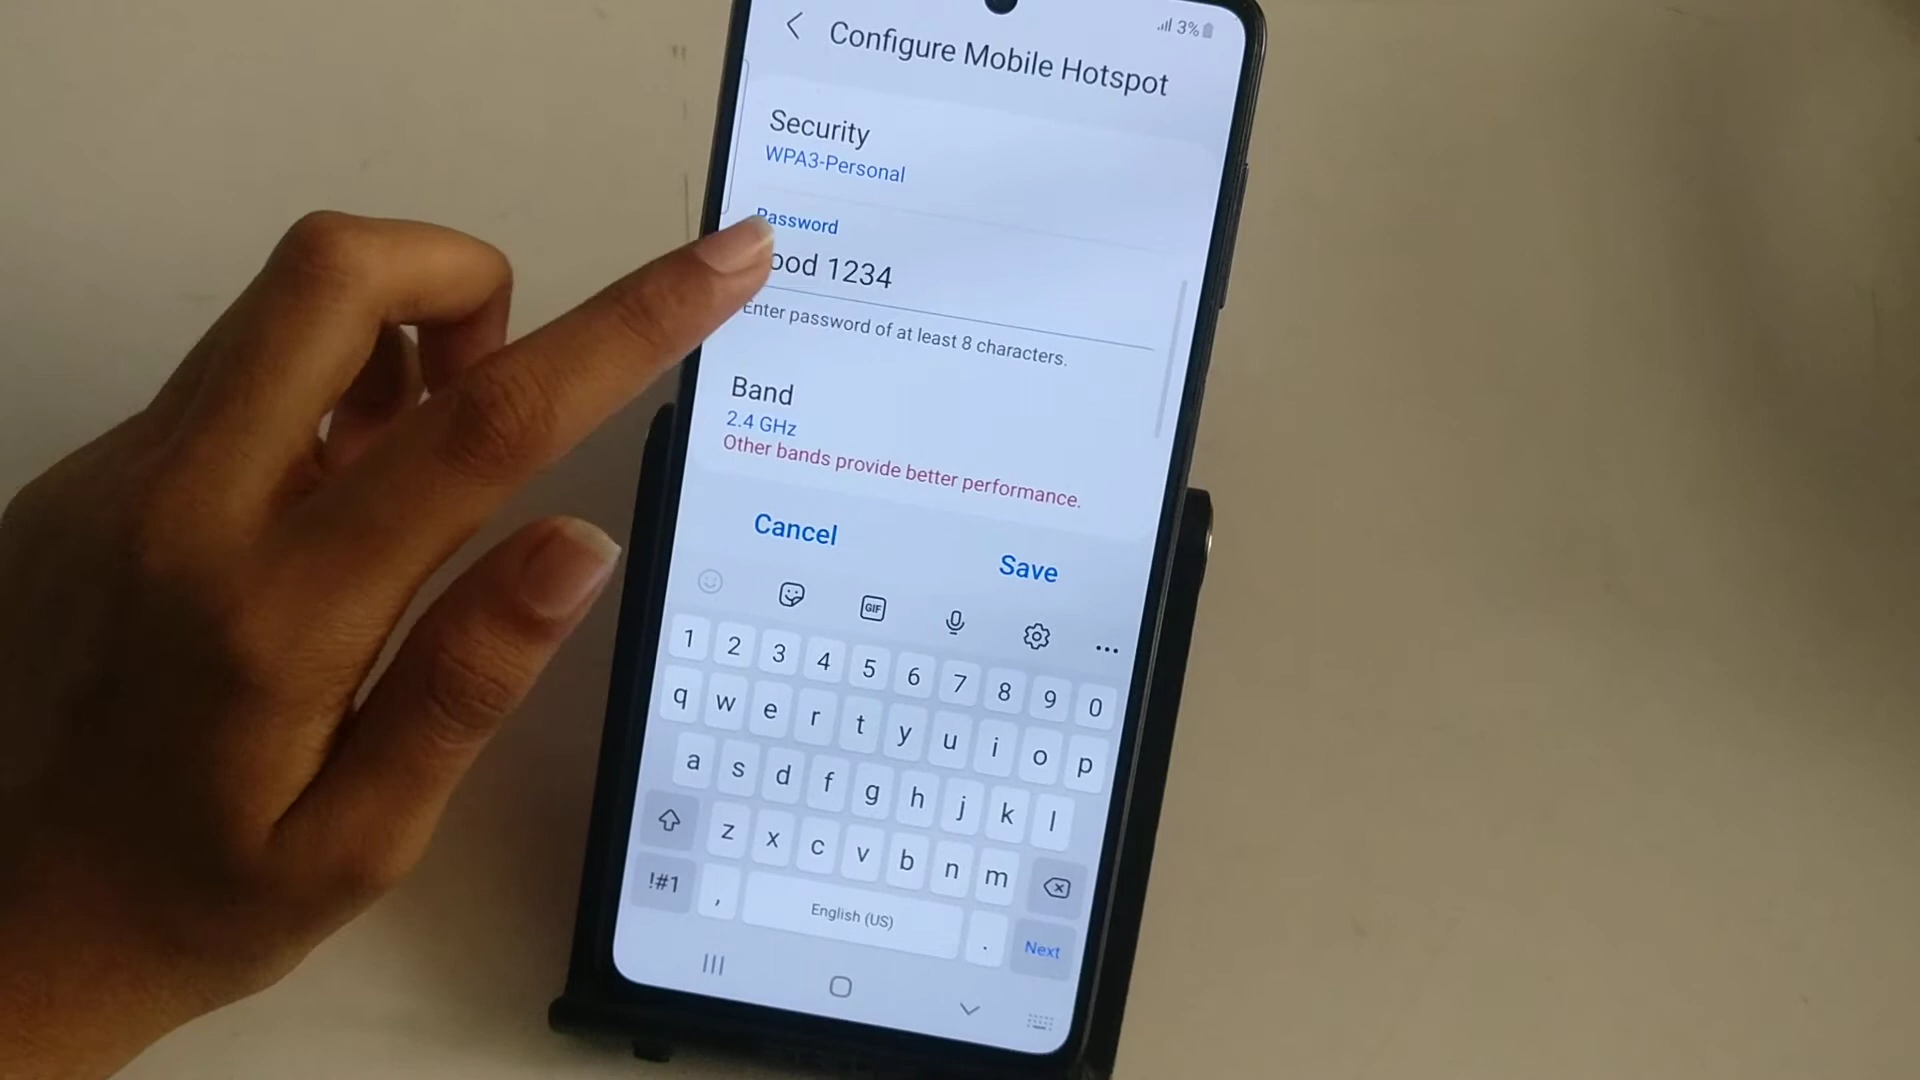 3%
Configure Mobile Hotspot
Security
WPA3-Personal
Password
ood 1234
Enter password of at least 8 characters.
Band
2.4 GHz
Other bands provide better performance.
Cancel Save
GIF
1 2 3 4 5 6 7 8 9 0
q w e r t y u i o p
a s d f g h j k l
z x c v b n m
!#1 , English (US) . Next